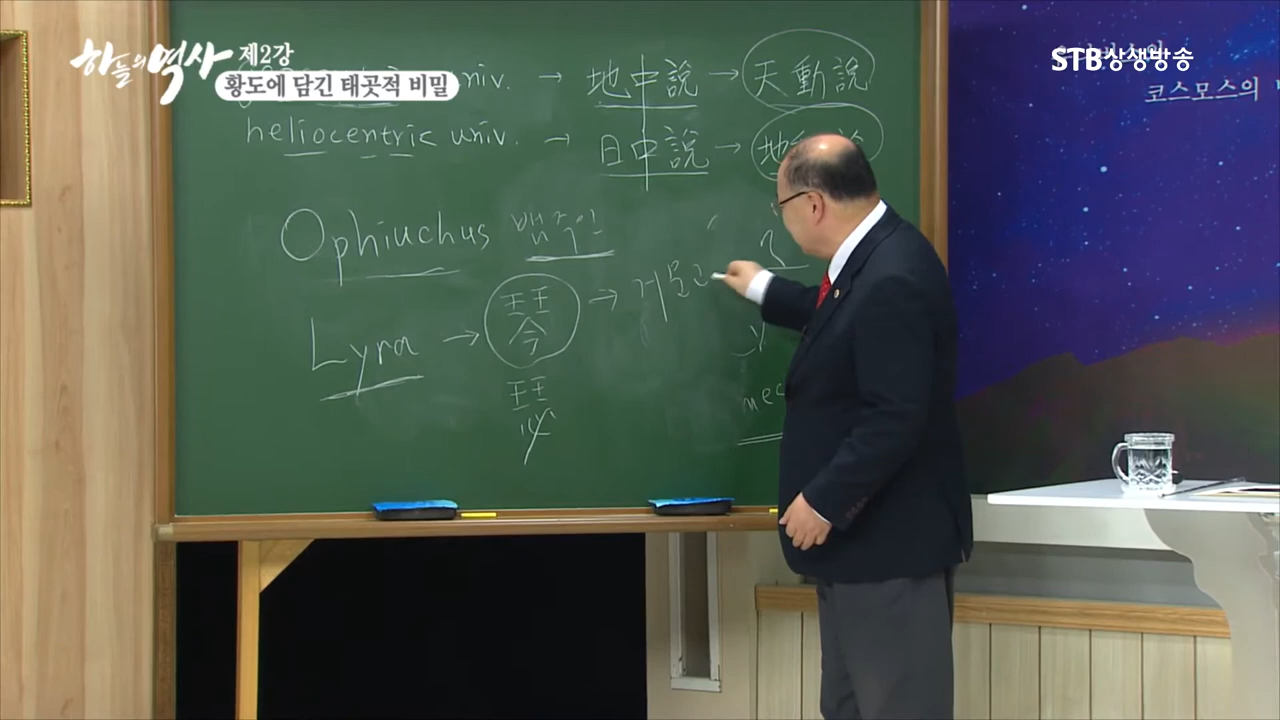 하늘의 역사 제2강
황도에 담긴 태곳적 비밀
STB상생방송
코스모스의
univ. → 地中說 → 天動說
heliocentric univ. → 日中說 → 地
Ophiuchus 뱀주인
Lyra → 琴 → 거문고